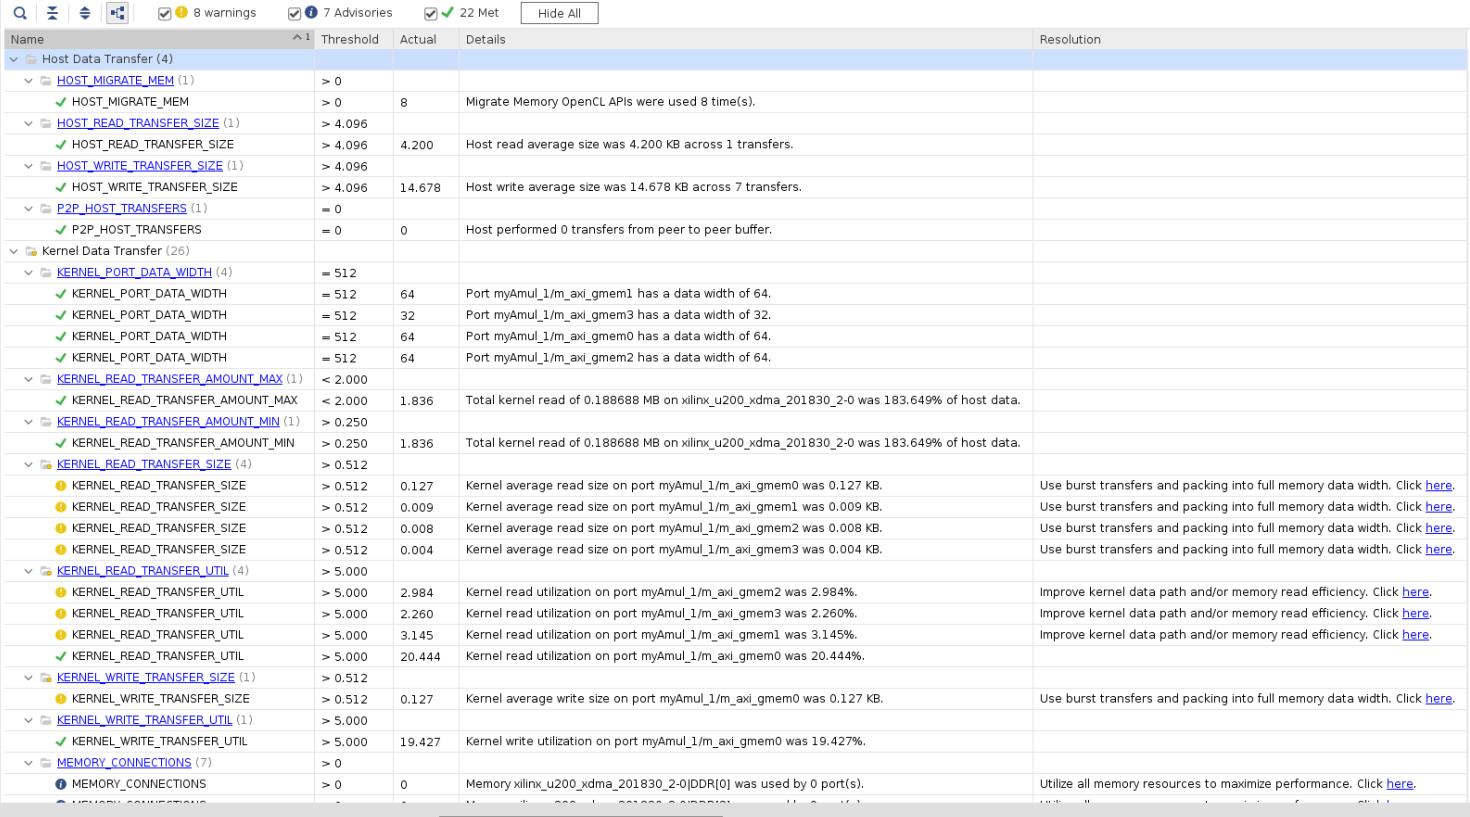 8 warnings 7 Advisories 22 Met Hide All
Name 1 Threshold Actual Details Resolution
Host Data Transfer (4)
HOST_MIGRATE_MEM (1) > 0
HOST_MIGRATE_MEM > 0 8 Migrate Memory OpenCL APIs were used 8 time(s).
HOST_READ_TRANSFER_SIZE (1) > 4.096
HOST_READ_TRANSFER_SIZE > 4.096 4.200 Host read average size was 4.200 KB across 1 transfers.
HOST_WRITE_TRANSFER_SIZE (1) > 4.096
HOST_WRITE_TRANSFER_SIZE > 4.096 14.678 Host write average size was 14.678 KB across 7 transfers.
P2P_HOST_TRANSFERS (1) = 0
P2P_HOST_TRANSFERS = 0 0 Host performed 0 transfers from peer to peer buffer.
Kernel Data Transfer (26)
KERNEL_PORT_DATA_WIDTH (4) = 512
KERNEL_PORT_DATA_WIDTH = 512 64 Port myAmul_1/m_axi_gmem1 has a data width of 64.
KERNEL_PORT_DATA_WIDTH = 512 32 Port myAmul_1/m_axi_gmem3 has a data width of 32.
KERNEL_PORT_DATA_WIDTH = 512 64 Port myAmul_1/m_axi_gmem0 has a data width of 64.
KERNEL_PORT_DATA_WIDTH = 512 64 Port myAmul_1/m_axi_gmem2 has a data width of 64.
KERNEL_READ_TRANSFER_AMOUNT_MAX (1) < 2.000
KERNEL_READ_TRANSFER_AMOUNT_MAX < 2.000 1.836 Total kernel read of 0.188688 MB on xilinx_u200_xdma_201830_2-0 was 183.649% of host data.
KERNEL_READ_TRANSFER_AMOUNT_MIN (1) > 0.250
KERNEL_READ_TRANSFER_AMOUNT_MIN > 0.250 1.836 Total kernel read of 0.188688 MB on xilinx_u200_xdma_201830_2-0 was 183.649% of host data.
KERNEL_READ_TRANSFER_SIZE (4) > 0.512
KERNEL_READ_TRANSFER_SIZE > 0.512 0.127 Kernel average read size on port myAmul_1/m_axi_gmem0 was 0.127 KB. Use burst transfers and packing into full memory data width. Click here.
KERNEL_READ_TRANSFER_SIZE > 0.512 0.009 Kernel average read size on port myAmul_1/m_axi_gmem1 was 0.009 KB. Use burst transfers and packing into full memory data width. Click here.
KERNEL_READ_TRANSFER_SIZE > 0.512 0.008 Kernel average read size on port myAmul_1/m_axi_gmem2 was 0.008 KB. Use burst transfers and packing into full memory data width. Click here.
KERNEL_READ_TRANSFER_SIZE > 0.512 0.004 Kernel average read size on port myAmul_1/m_axi_gmem3 was 0.004 KB. Use burst transfers and packing into full memory data width. Click here.
KERNEL_READ_TRANSFER_UTIL (4) > 5.000
KERNEL_READ_TRANSFER_UTIL > 5.000 2.984 Kernel read utilization on port myAmul_1/m_axi_gmem2 was 2.984%. Improve kernel data path and/or memory read efficiency. Click here.
KERNEL_READ_TRANSFER_UTIL > 5.000 2.260 Kernel read utilization on port myAmul_1/m_axi_gmem3 was 2.260%. Improve kernel data path and/or memory read efficiency. Click here.
KERNEL_READ_TRANSFER_UTIL > 5.000 3.145 Kernel read utilization on port myAmul_1/m_axi_gmem1 was 3.145%. Improve kernel data path and/or memory read efficiency. Click here.
KERNEL_READ_TRANSFER_UTIL > 5.000 20.444 Kernel read utilization on port myAmul_1/m_axi_gmem0 was 20.444%.
KERNEL_WRITE_TRANSFER_SIZE (1) > 0.512
KERNEL_WRITE_TRANSFER_SIZE > 0.512 0.127 Kernel average write size on port myAmul_1/m_axi_gmem0 was 0.127 KB. Use burst transfers and packing into full memory data width. Click here.
KERNEL_WRITE_TRANSFER_UTIL (1) > 5.000
KERNEL_WRITE_TRANSFER_UTIL > 5.000 19.427 Kernel write utilization on port myAmul_1/m_axi_gmem0 was 19.427%.
MEMORY_CONNECTIONS (7) > 0
MEMORY_CONNECTIONS > 0 0 Memory xilinx_u200_xdma_201830_2-0|DDR[0] was used by 0 port(s). Utilize all memory resources to maximize performance. Click here.